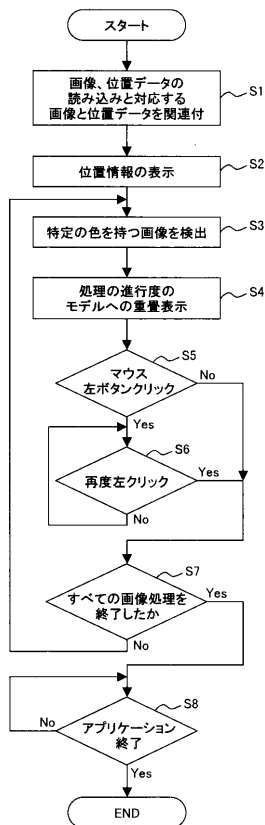 スタート
画像、位置データの
読み込みと対応する
画像と位置データを関連付
S1
位置情報の表示
S2
特定の色を持つ画像を検出
S3
処理の進行度の
モデルへの重畳表示
S4
マウス
左ボタンクリック
S5
No
Yes
再度左クリック
S6
Yes
No
すべての画像処理を
終了したか
S7
Yes
No
アプリケーション
終了
S8
No
Yes
END